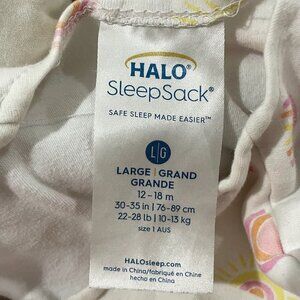 HALO®
SleepSack®
SAFE SLEEP MADE EASIER™
L|G
LARGE | GRAND
GRANDE
12-18 m
30-35 in | 76-89 cm
22-28 lb | 10-13 kg
size 1 AUS
HALOsleep.com
made in China/fabriqué en Chine
hecho en China